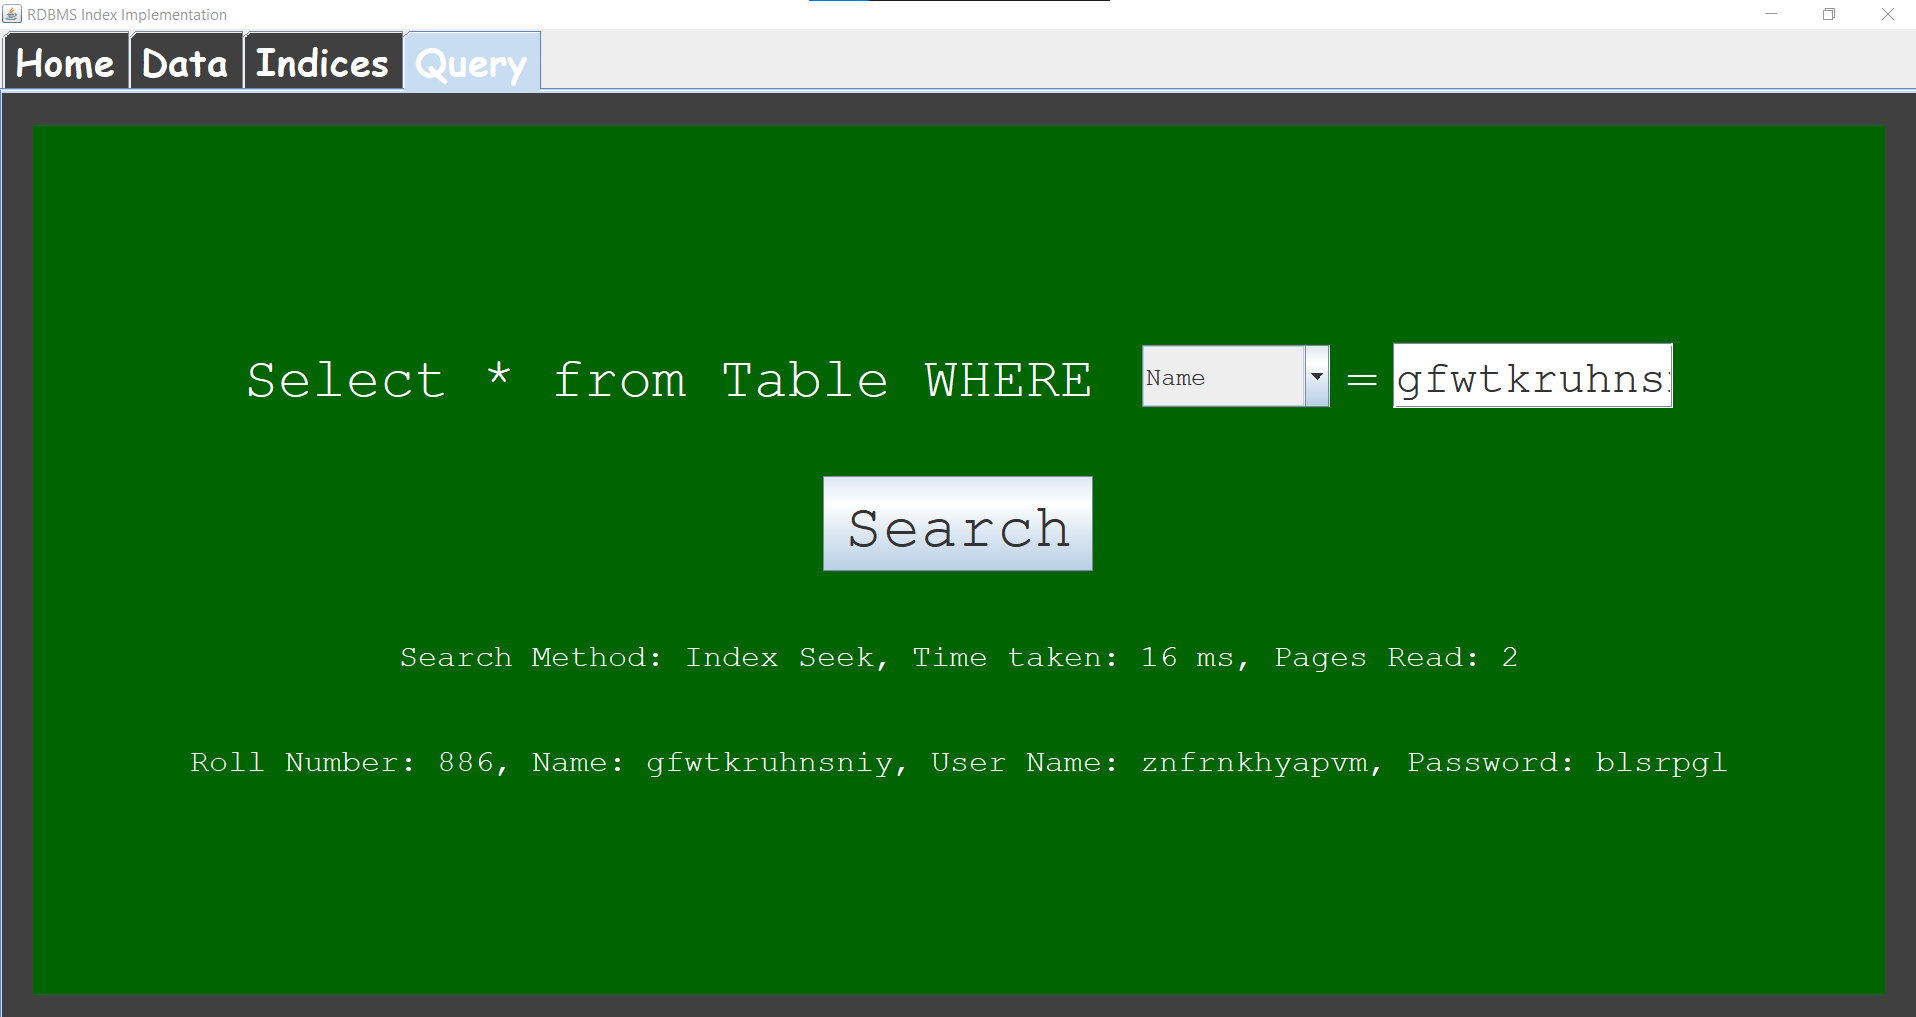 RDBMS Index Implementation
Home Data Indices Query
Select * from Table WHERE Name = gfwtkruhns
Search
Search Method: Index Seek, Time taken: 16 ms, Pages Read: 2
Roll Number: 886, Name: gfwtkruhnsniy, User Name: znfrnkhyapvm, Password: blsrpgl